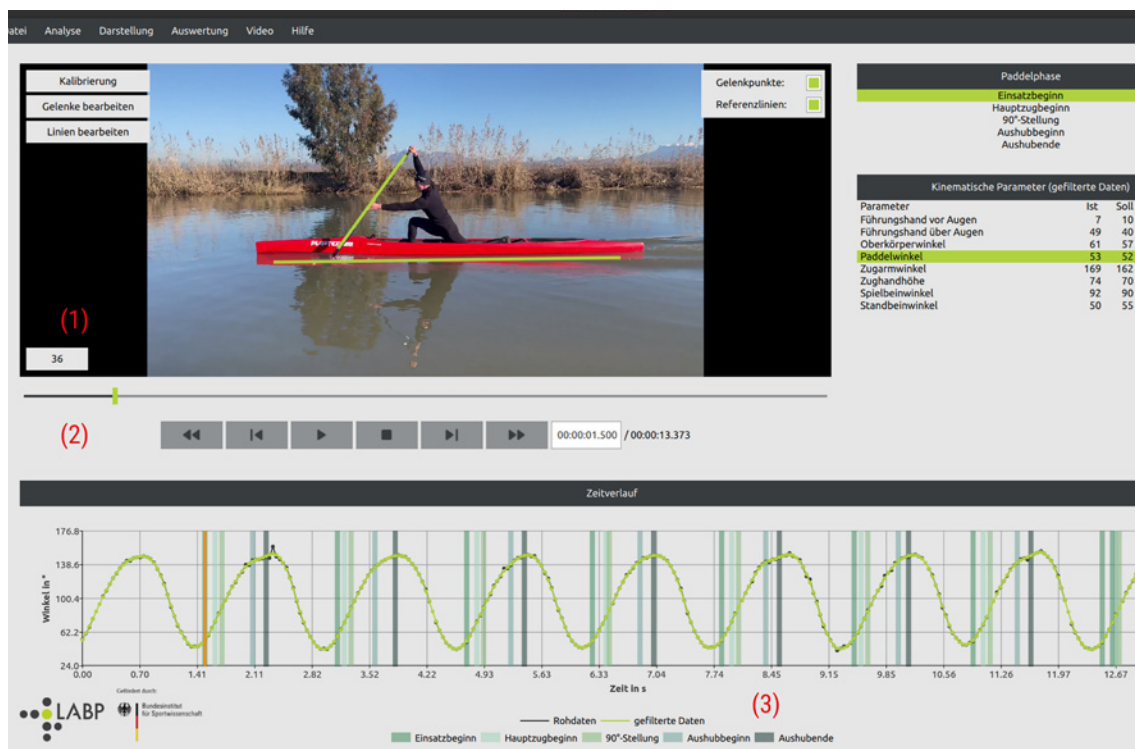 atei Analyse Darstellung Auswertung Video Hilfe
Kalibrierung
Gelenke bearbeiten
Linien bearbeiten
Gelenkpunkte:
Referenzlinien:
(1)
36
(2)
00:00:01.500 / 00:00:13.373
Paddelphase
Einsatzbeginn
Hauptzugbeginn
90°-Stellung
Aushubbeginn
Aushubende
Kinematische Parameter (gefilterte Daten)
Parameter Ist Soll
Führungshand vor Augen 7 10
Führungshand über Augen 49 40
Oberkörperwinkel 61 57
Paddelwinkel 53 52
Zugarmwinkel 169 162
Zughandhöhe 74 70
Spielbeinwinkel 92 90
Standbeinwinkel 50 55
Zeitverlauf
Winkel in °
176.8
138.6
100.4
62.2
24.0
0.00 0.70 1.41 2.11 2.82 3.52 4.22 4.93 5.63 6.33 7.04 7.74 8.45 9.15 9.85 10.56 11.26 11.97 12.67
Zeit in s
(3)
Rohdaten gefilterte Daten
Einsatzbeginn Hauptzugbeginn 90°-Stellung Aushubbeginn Aushubende
LABP
Gefördert durch:
Bundesinstitut
für Sportwissenschaft